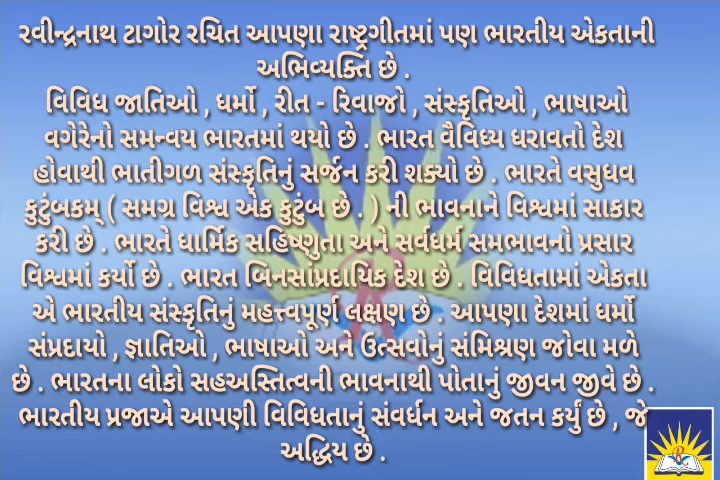 રવીન્દ્રનાથ ટાગોર રચિત આપણા રાષ્ટ્રગીતમાં પણ ભારતીય એકતાની
અભિવ્યક્તિ છે .
વિવિધ જાતિઓ , ધર્મો , રીત - રિવાજો , સંસ્કૃતિઓ , ભાષાઓ
વગેરેનો સમન્વય ભારતમાં થયો છે . ભારત વૈવિધ્ય ધરાવતો દેશ
હોવાથી ભાતીગળ સંસ્કૃતિનું સર્જન કરી શક્યો છે . ભારતે વસુધવ
કુટુંબકમ્ ( સમગ્ર વિશ્વ એક કુટુંબ છે . ) ની ભાવનાને વિશ્વમાં સાકાર
કરી છે . ભારતે ધાર્મિક સહિષ્ણુતા અને સર્વધર્મ સમભાવનો પ્રસાર
વિશ્વમાં કર્યો છે . ભારત બિનસાંપ્રદાયિક દેશ છે . વિવિધતામાં એકતા
એ ભારતીય સંસ્કૃતિનું મહત્ત્વપૂર્ણ લક્ષણ છે . આપણા દેશમાં ધર્મો
સંપ્રદાયો , જ્ઞાતિઓ , ભાષાઓ અને ઉત્સવોનું સંમિશ્રણ જોવા મળે
છે . ભારતના લોકો સહઅસ્તિત્વની ભાવનાથી પોતાનું જીવન જીવે છે .
ભારતીય પ્રજાએ આપણી વિવિધતાનું સંવર્ધન અને જતન કર્યું છે , જે
અદ્વિય છે .